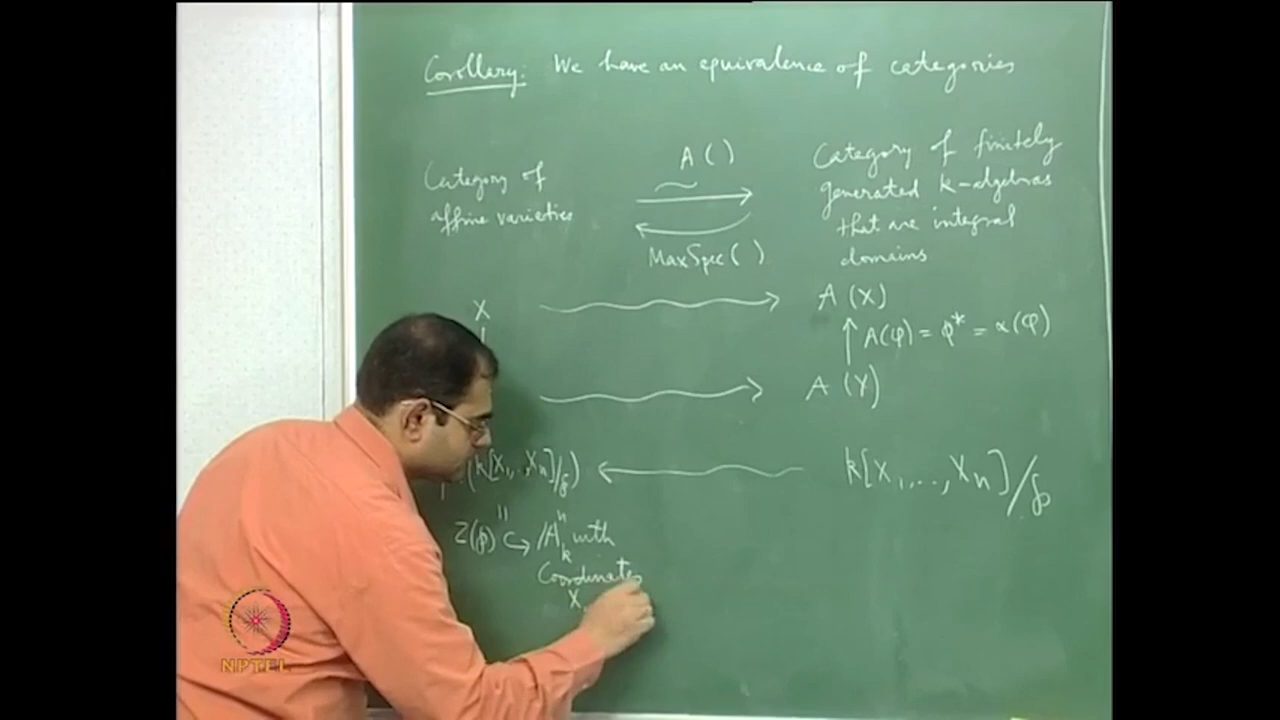 Corollary: We have an equivalence of categories
Category of affine varieties
A ( )
MaxSpec ( )
Category of finitely
generated k-algebras
that are integral
domains
X
A (X)
A(φ) = φ* = α(φ)
A (Y)
(k[X₁,..,Xₙ]/℘)
k[X₁,..,Xₙ]/℘
Z(℘) ↪ 𝔸ⁿₖ with
Coordinates
X
NPTEL